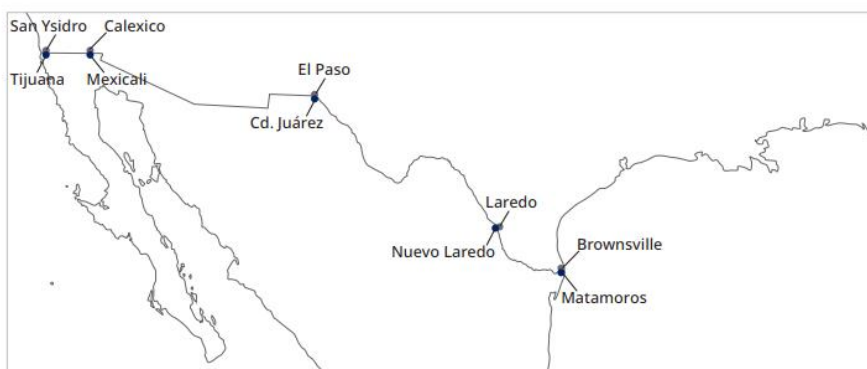 San Ysidro
Calexico
Tijuana
Mexicali
El Paso
Cd. Juárez
Laredo
Nuevo Laredo
Brownsville
Matamoros